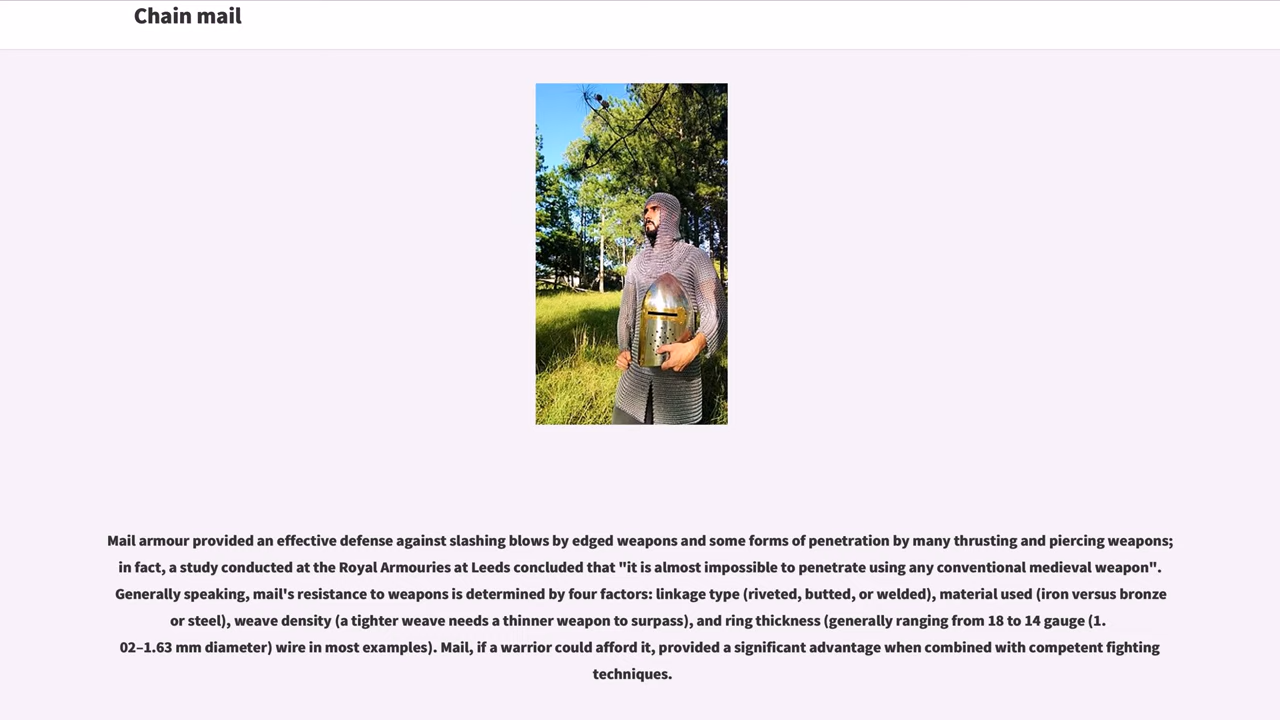 Chain mail
Mail armour provided an effective defense against slashing blows by edged weapons and some forms of penetration by many thrusting and piercing weapons;
in fact, a study conducted at the Royal Armouries at Leeds concluded that "it is almost impossible to penetrate using any conventional medieval weapon".
Generally speaking, mail's resistance to weapons is determined by four factors: linkage type (riveted, butted, or welded), material used (iron versus bronze
or steel), weave density (a tighter weave needs a thinner weapon to surpass), and ring thickness (generally ranging from 18 to 14 gauge (1.
02–1.63 mm diameter) wire in most examples). Mail, if a warrior could afford it, provided a significant advantage when combined with competent fighting
techniques.